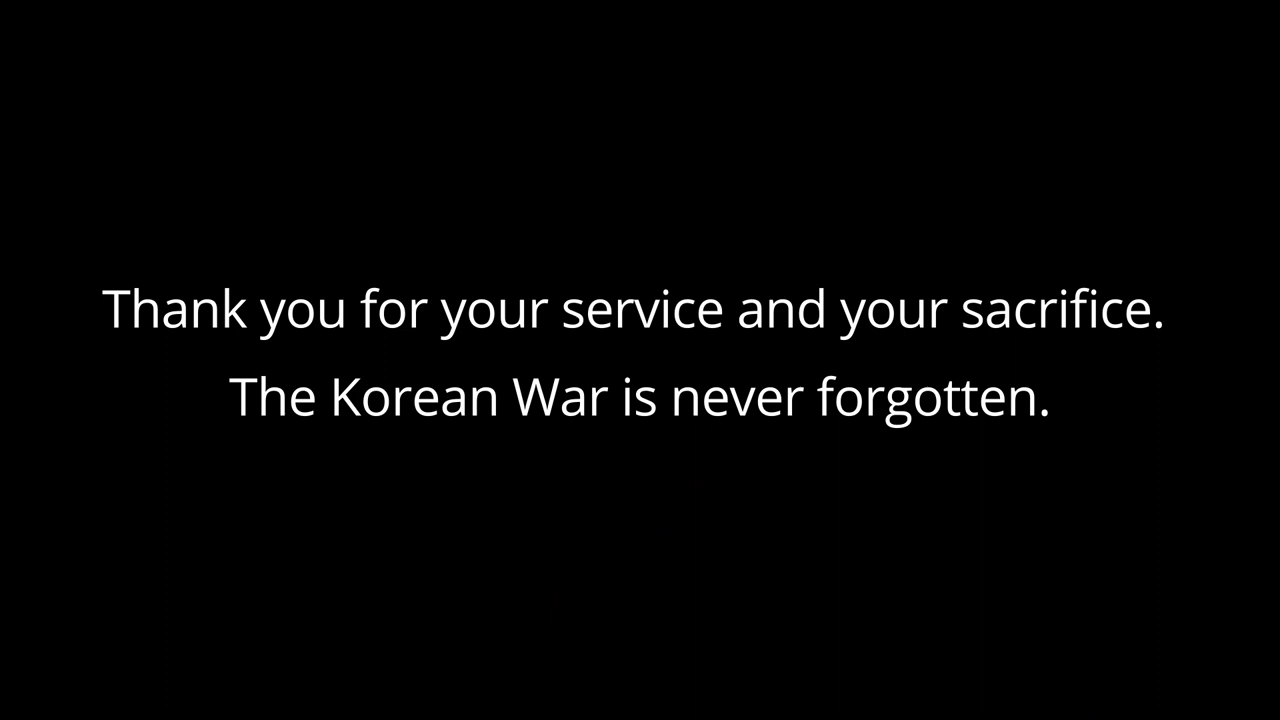 Thank you for your service and your sacrifice.
The Korean War is never forgotten.